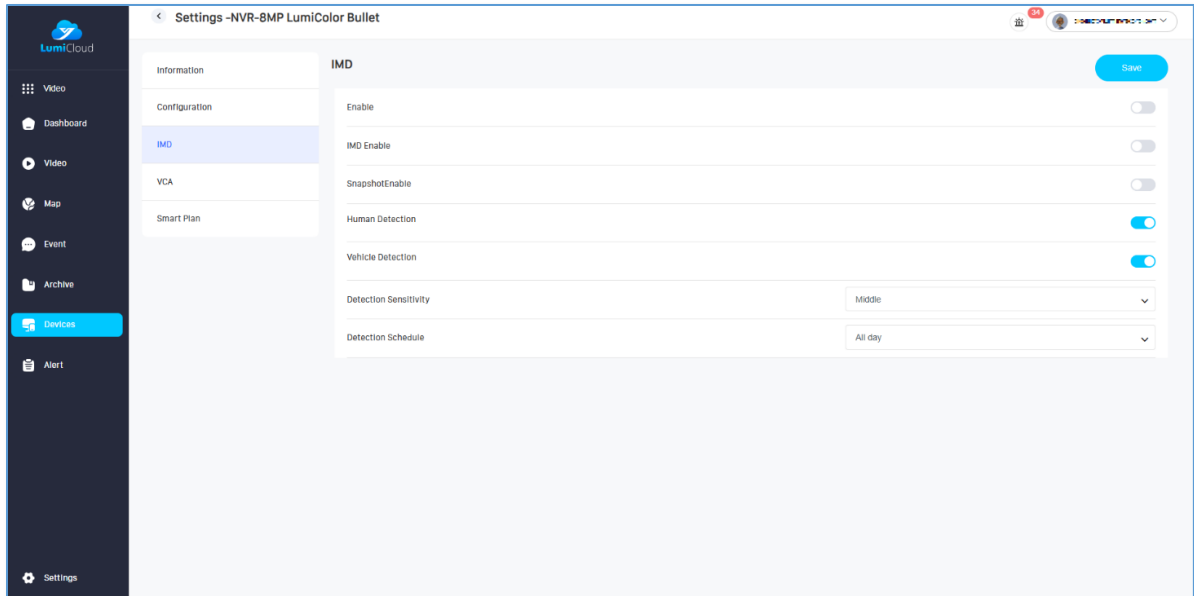 LumiCloud
Video
Dashboard
Video
Map
Event
Archive
Devices
Alert
Settings
Settings -NVR-8MP LumiColor Bullet
34
Information
Configuration
IMD
VCA
Smart Plan
IMD
Save
Enable
IMD Enable
SnapshotEnable
Human Detection
Vehicle Detection
Detection Sensitivity
Middle
Detection Schedule
All day